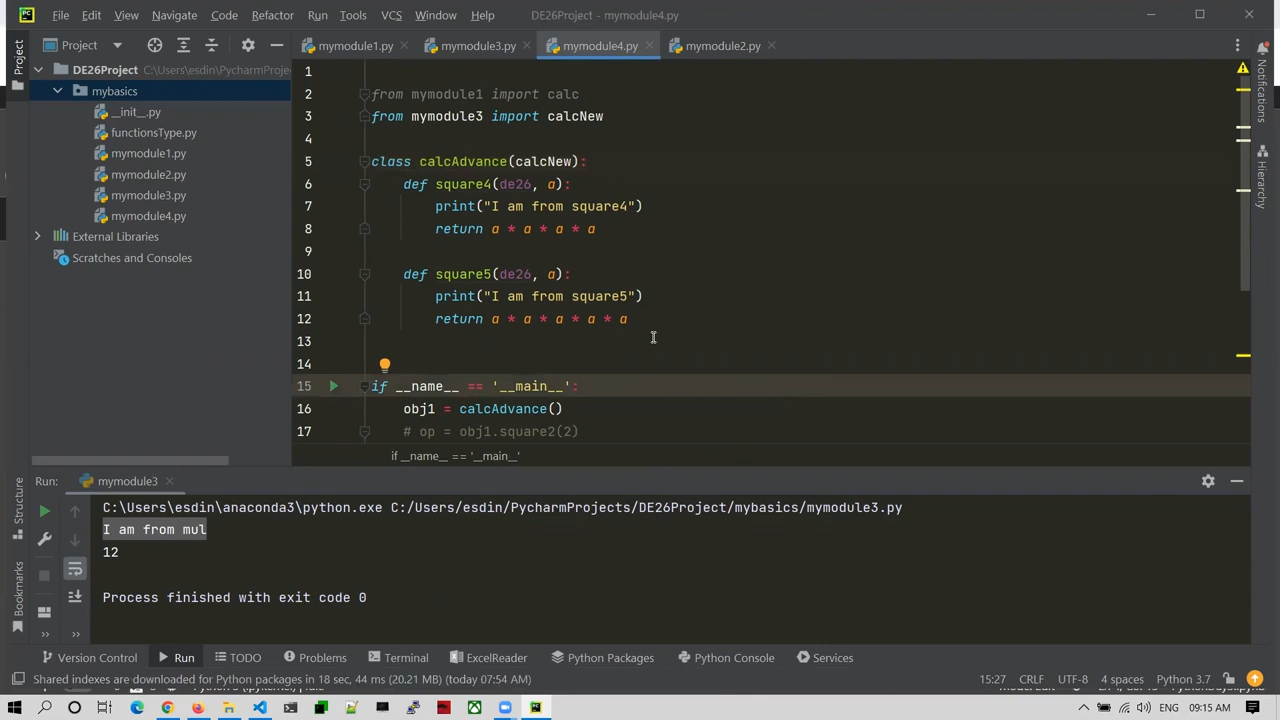 File Edit View Navigate Code Refactor Run Tools VCS Window Help DE26Project - mymodule4.py
Project mymodule1.py mymodule3.py mymodule4.py mymodule2.py
DE26Project C:\Users\esdin\PycharmProje
mybasics
__init__.py
functionsType.py
mymodule1.py
mymodule2.py
mymodule3.py
mymodule4.py
External Libraries
Scratches and Consoles
Project
Structure
Bookmarks
Notifications
Hierarchy
1
2 from mymodule1 import calc
3 from mymodule3 import calcNew
4
5 class calcAdvance(calcNew):
6 def square4(de26, a):
7 print("I am from square4")
8 return a * a * a * a
9
10 def square5(de26, a):
11 print("I am from square5")
12 return a * a * a * a * a
13
14
15 if __name__ == '__main__':
16 obj1 = calcAdvance()
17 # op = obj1.square2(2)
if __name__ == '__main__'
Run: mymodule3
C:\Users\esdin\anaconda3\python.exe C:/Users/esdin/PycharmProjects/DE26Project/mybasics/mymodule3.py
I am from mul
12
Process finished with exit code 0
Version Control Run TODO Problems Terminal ExcelReader Python Packages Python Console Services
Shared indexes are downloaded for Python packages in 18 sec, 44 ms (20.21 MB) (today 07:54 AM) 15:27 CRLF UTF-8 4 spaces Python 3.7
09:15 AM